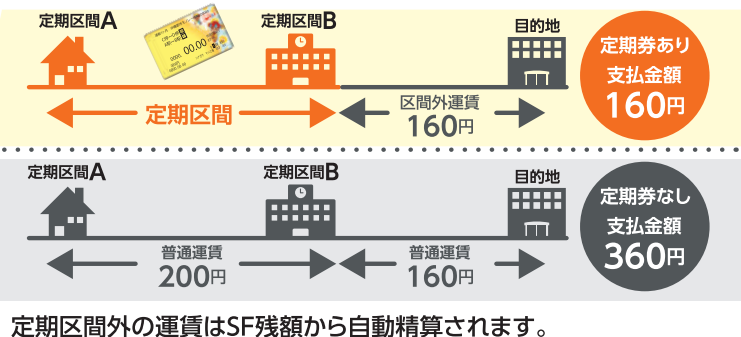 定期区間A
定期区間B
目的地
00.00
定期券あり
支払金額
160円
定期区間
区間外運賃
160円
定期区間A
定期区間B
目的地
定期券なし
支払金額
360円
普通運賃
200円
普通運賃
160円
定期区間外の運賃はSF残額から自動精算されます。